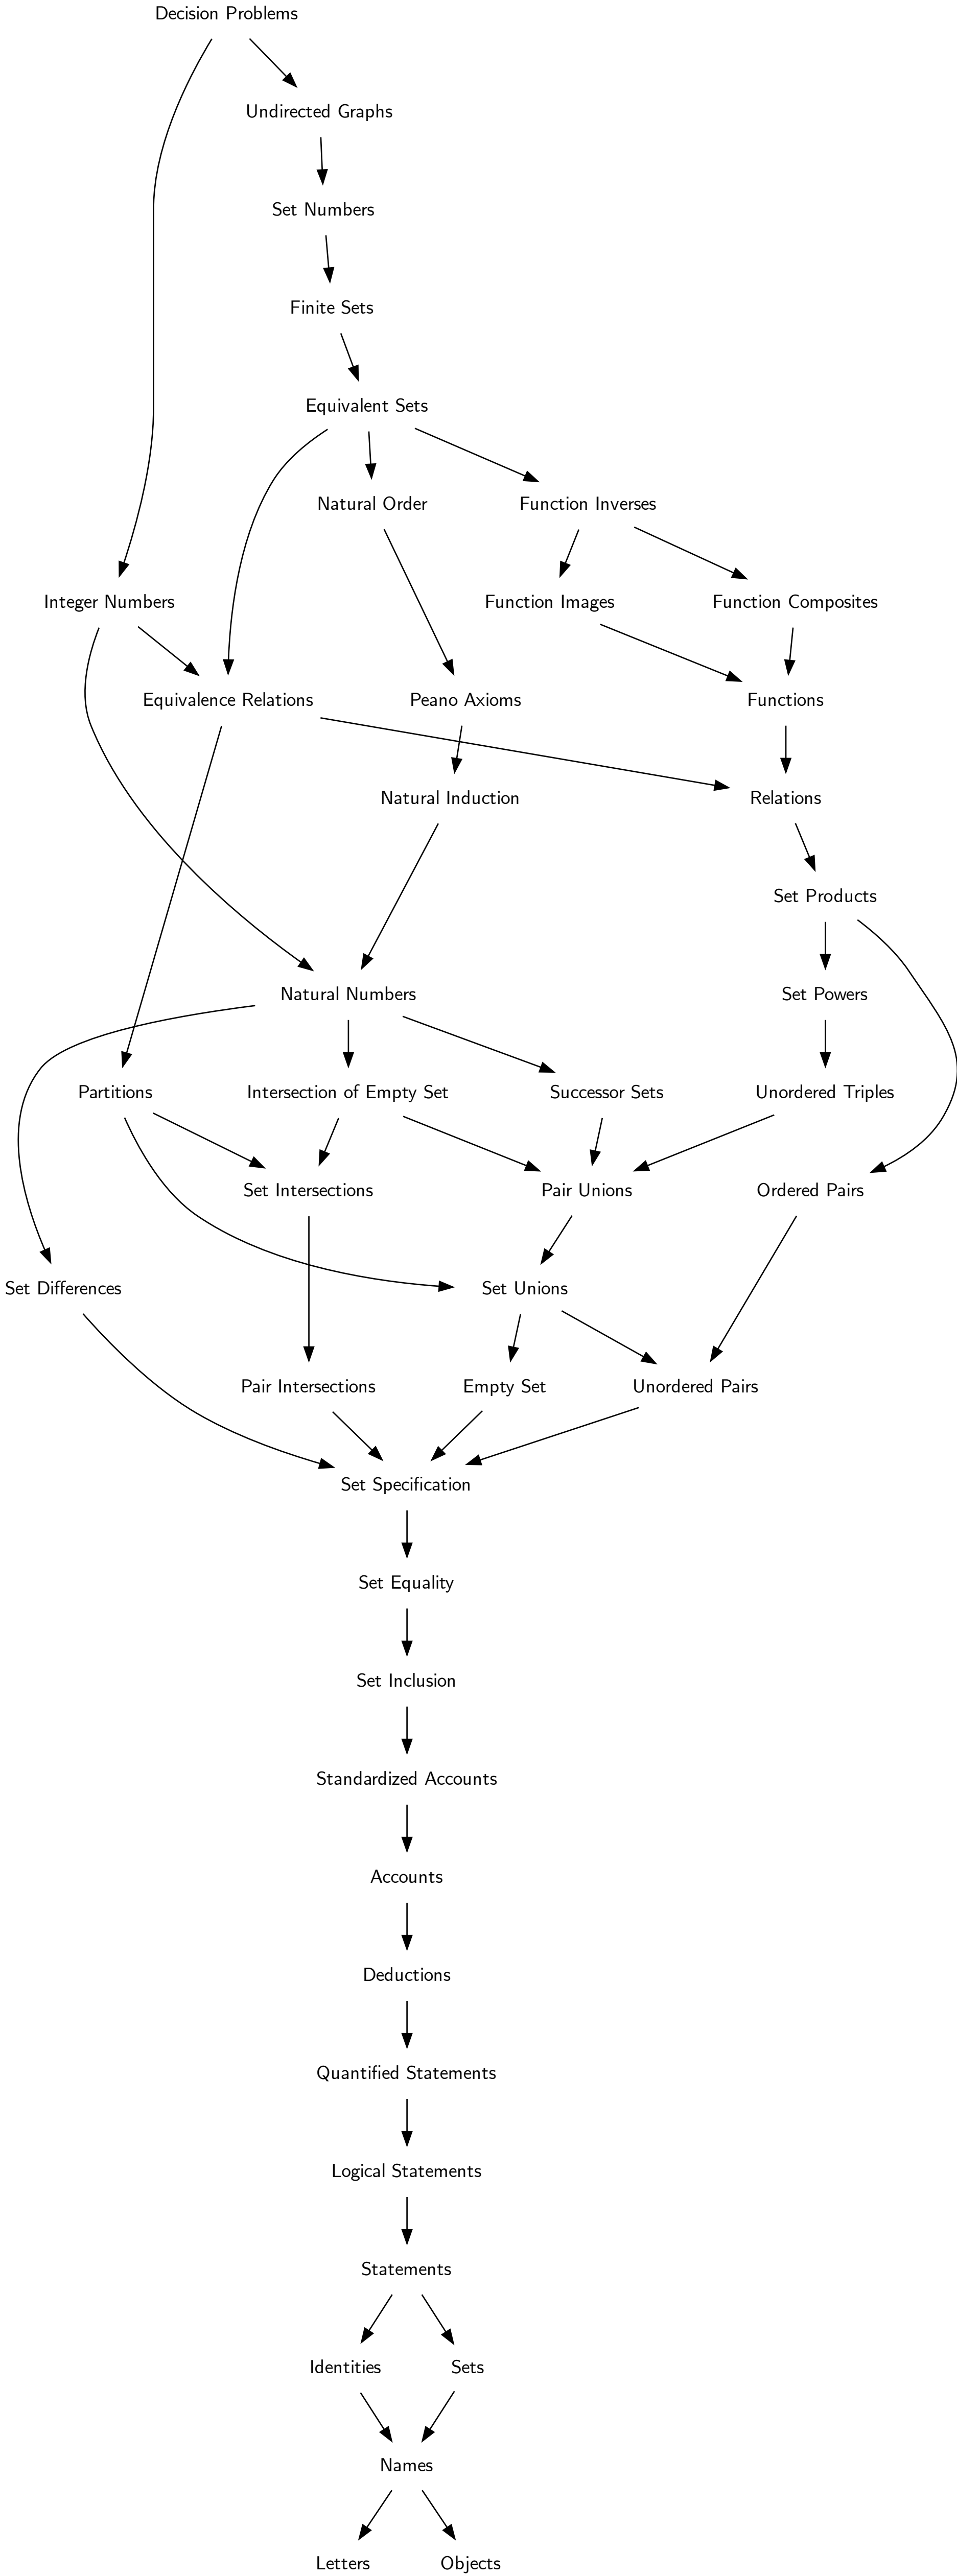 Decision Problems
Undirected Graphs
Set Numbers
Finite Sets
Equivalent Sets
Natural Order
Function Inverses
Integer Numbers
Function Images
Function Composites
Equivalence Relations
Peano Axioms
Functions
Natural Induction
Relations
Set Products
Natural Numbers
Set Powers
Partitions
Intersection of Empty Set
Successor Sets
Unordered Triples
Set Intersections
Pair Unions
Ordered Pairs
Set Differences
Set Unions
Pair Intersections
Empty Set
Unordered Pairs
Set Specification
Set Equality
Set Inclusion
Standardized Accounts
Accounts
Deductions
Quantified Statements
Logical Statements
Statements
Identities
Sets
Names
Letters
Objects